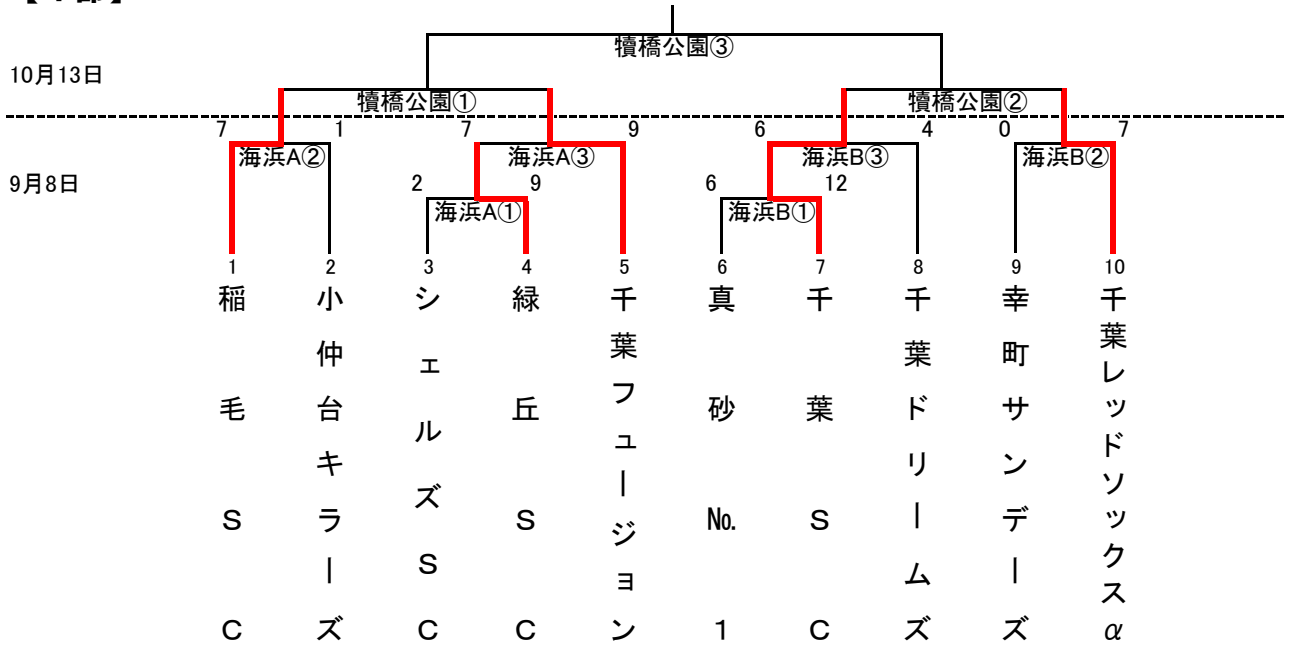 犢橋公園③
10月13日
犢橋公園① 犢橋公園②
7 1 7 9 6 4 0 7
海浜A② 海浜A③ 海浜B③ 海浜B②
9月8日 2 9 6 12
海浜A① 海浜B①
1 2 3 4 5 6 7 8 9 10
稲毛SC
小仲台キラーズ
シェルズSC
緑丘SC
千葉フュージョン
真砂№1
千葉SC
千葉ドリームズ
幸町サンデーズ
千葉レッドソックスα